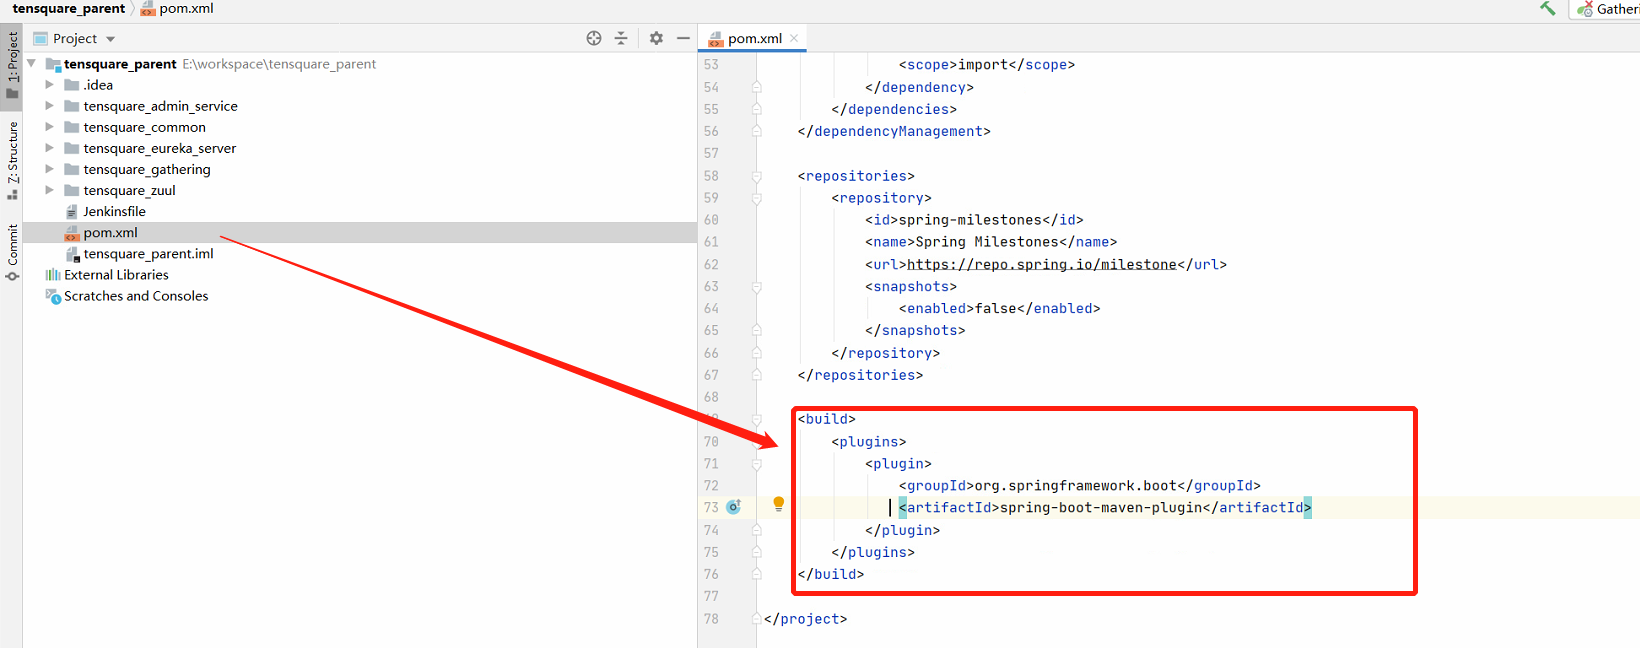 tensquare_parent pom.xml
Gatheri
1: Project
Z: Structure
Commit
Project
tensquare_parent E:\workspace\tensquare_parent
.idea
tensquare_admin_service
tensquare_common
tensquare_eureka_server
tensquare_gathering
tensquare_zuul
Jenkinsfile
pom.xml
tensquare_parent.iml
External Libraries
Scratches and Consoles
pom.xml
53 <scope>import</scope>
54 </dependency>
55 </dependencies>
56 </dependencyManagement>
57
58 <repositories>
59 <repository>
60 <id>spring-milestones</id>
61 <name>Spring Milestones</name>
62 <url>https://repo.spring.io/milestone</url>
63 <snapshots>
64 <enabled>false</enabled>
65 </snapshots>
66 </repository>
67 </repositories>
68
<build>
70 <plugins>
71 <plugin>
72 <groupId>org.springframework.boot</groupId>
73 <artifactId>spring-boot-maven-plugin</artifactId>
74 </plugin>
75 </plugins>
76 </build>
77
78 </project>